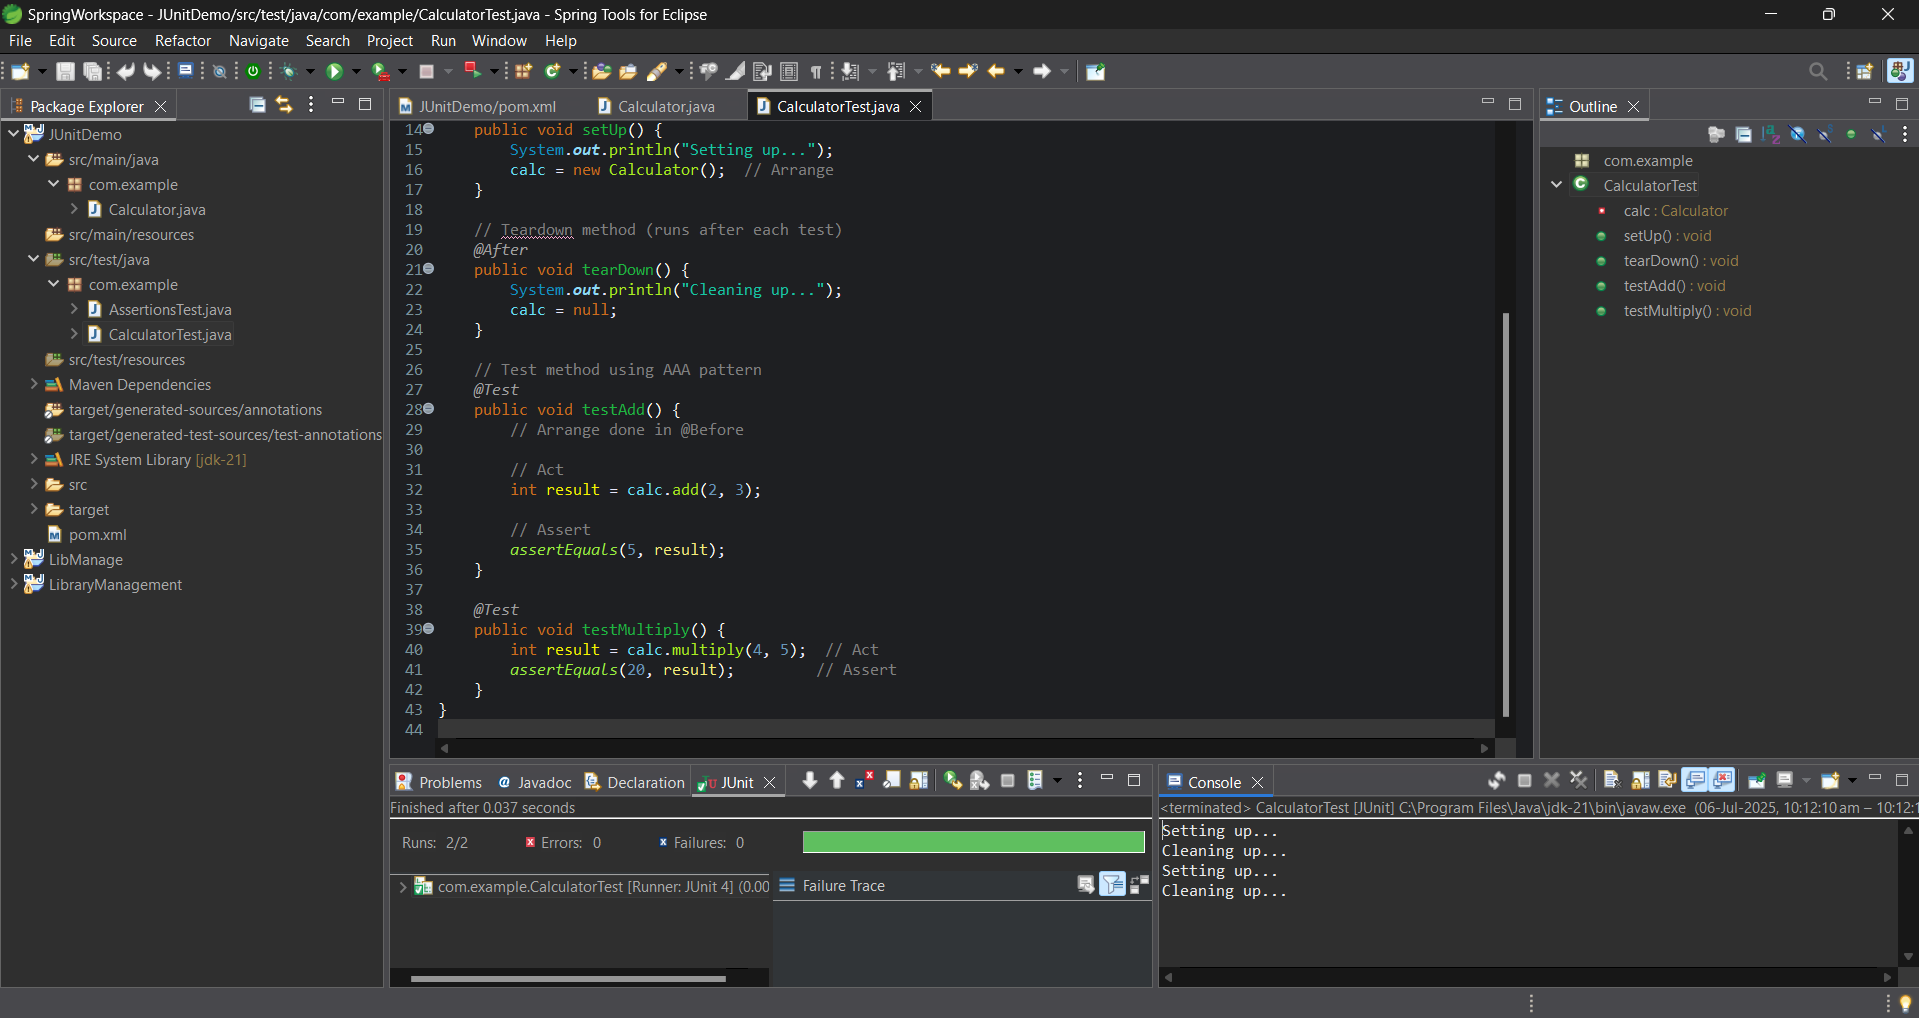 SpringWorkspace - JUnitDemo/src/test/java/com/example/CalculatorTest.java - Spring Tools for Eclipse
File Edit Source Refactor Navigate Search Project Run Window Help
Package Explorer
JUnitDemo
src/main/java
com.example
Calculator.java
src/main/resources
src/test/java
com.example
AssertionsTest.java
CalculatorTest.java
src/test/resources
Maven Dependencies
target/generated-sources/annotations
target/generated-test-sources/test-annotations
JRE System Library [jdk-21]
src
target
pom.xml
LibManage
LibraryManagement
JUnitDemo/pom.xml Calculator.java CalculatorTest.java
14 public void setUp() {
15 System.out.println("Setting up...");
16 calc = new Calculator(); // Arrange
17 }
18
19 // Teardown method (runs after each test)
20 @After
21 public void tearDown() {
22 System.out.println("Cleaning up...");
23 calc = null;
24 }
25
26 // Test method using AAA pattern
27 @Test
28 public void testAdd() {
29 // Arrange done in @Before
30
31 // Act
32 int result = calc.add(2, 3);
33
34 // Assert
35 assertEquals(5, result);
36 }
37
38 @Test
39 public void testMultiply() {
40 int result = calc.multiply(4, 5); // Act
41 assertEquals(20, result); // Assert
42 }
43 }
44
Outline
com.example
CalculatorTest
calc : Calculator
setUp() : void
tearDown() : void
testAdd() : void
testMultiply() : void
Problems @ Javadoc Declaration JUnit
Finished after 0.037 seconds
Runs: 2/2 Errors: 0 Failures: 0
com.example.CalculatorTest [Runner: JUnit 4] (0.00
Failure Trace
Console
<terminated> CalculatorTest [JUnit] C:\Program Files\Java\jdk-21\bin\javaw.exe (06-Jul-2025, 10:12:10 am – 10:12:1
Setting up...
Cleaning up...
Setting up...
Cleaning up...